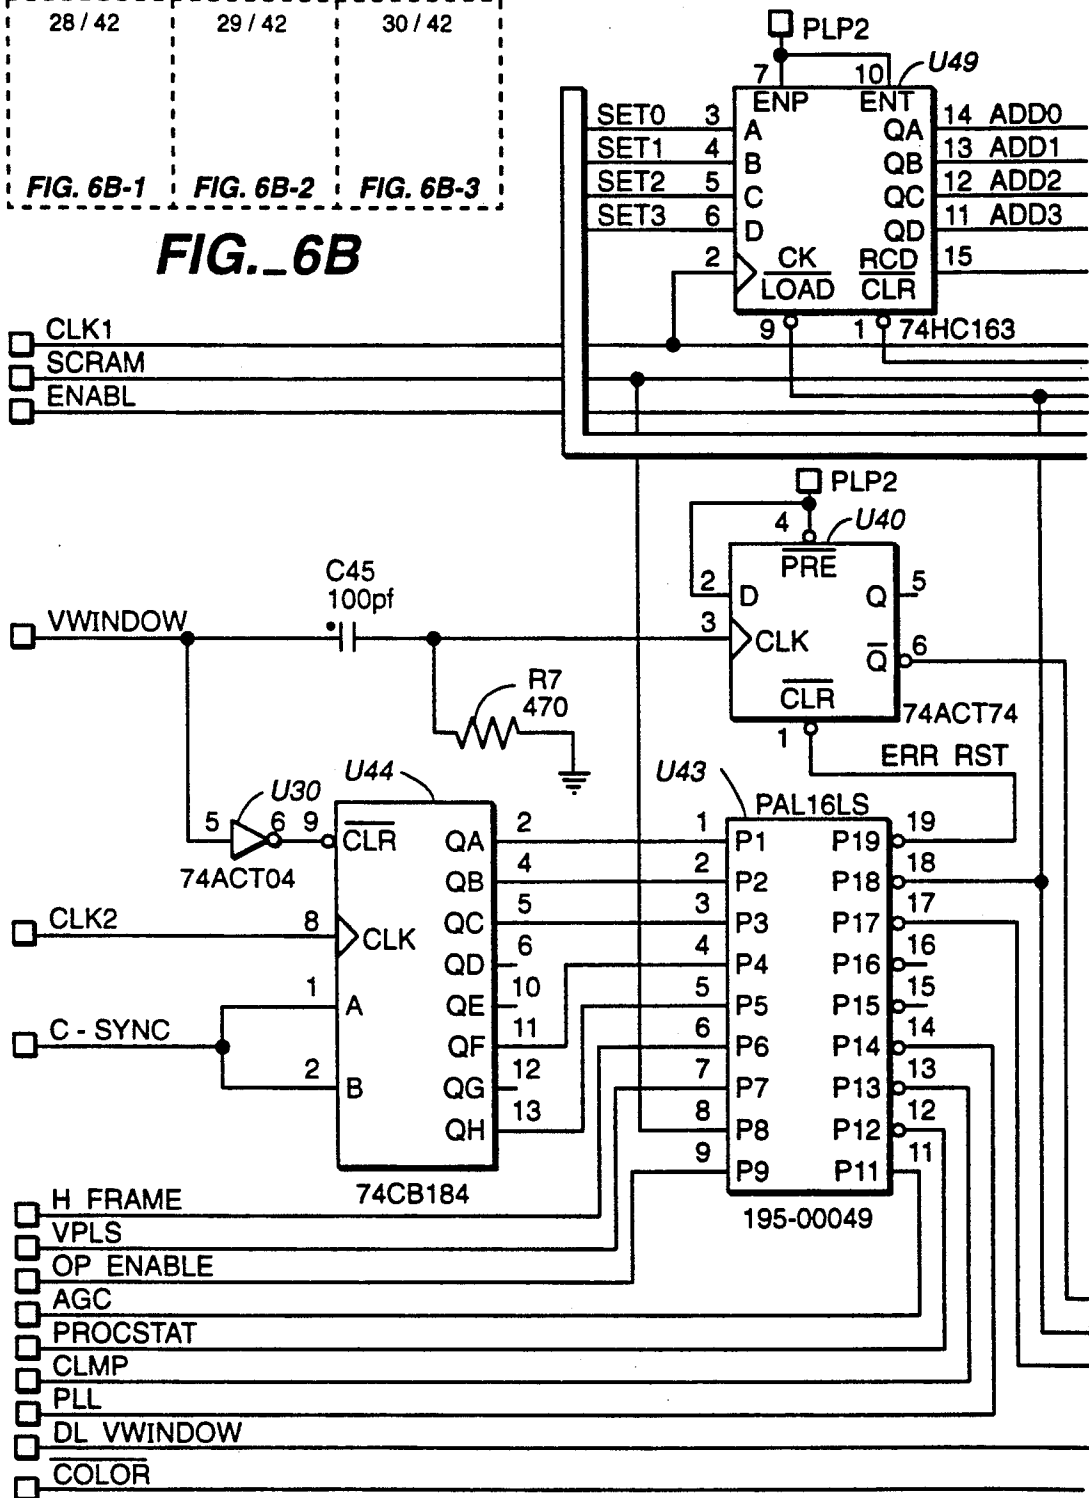 28 / 42
29 / 42
30 / 42
FIG. 6B-1
FIG. 6B-2
FIG. 6B-3
FIG._6B
PLP2
7
10
U49
ENP
ENT
SET0
3
A
QA
14
ADD0
SET1
4
B
QB
13
ADD1
SET2
5
C
QC
12
ADD2
SET3
6
D
QD
11
ADD3
2
CK
RCD
15
LOAD
CLR
9
1
74HC163
CLK1
SCRAM
ENABL
PLP2
4
U40
PRE
2
D
Q
5
C45
100pf
VWINDOW
3
CLK
Q
6
R7
470
CLR
74ACT74
1
ERR RST
U30
U44
U43
PAL16LS
5
6
9
CLR
74ACT04
QA
2
1
P1
P19
19
QB
4
2
P2
P18
18
CLK2
8
CLK
QC
5
3
P3
P17
17
QD
6
4
P4
P16
16
1
A
QE
10
5
P5
P15
15
C - SYNC
QF
11
6
P6
P14
14
2
B
QG
12
7
P7
P13
13
QH
13
8
P8
P12
12
9
P9
P11
11
74CB184
195-00049
H FRAME
VPLS
OP ENABLE
AGC
PROCSTAT
CLMP
PLL
DL VWINDOW
COLOR